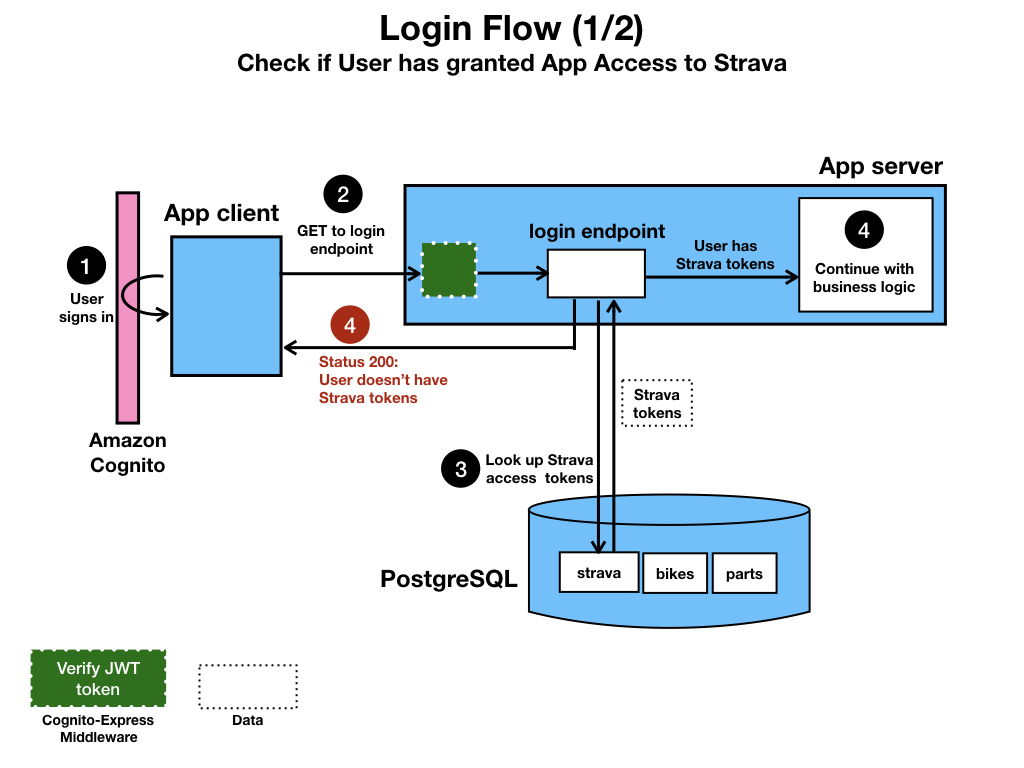 Login Flow (1/2)
Check if User has granted App Access to Strava
App server
App client
2
GET to login
endpoint
login endpoint
User has
Strava tokens
4
Continue with
business logic
1
User
signs in
4
Status 200:
User doesn't have
Strava tokens
Strava
tokens
Amazon
Cognito
3
Look up Strava
access tokens
PostgreSQL
strava
bikes
parts
Verify JWT
token
Cognito-Express
Middleware
Data